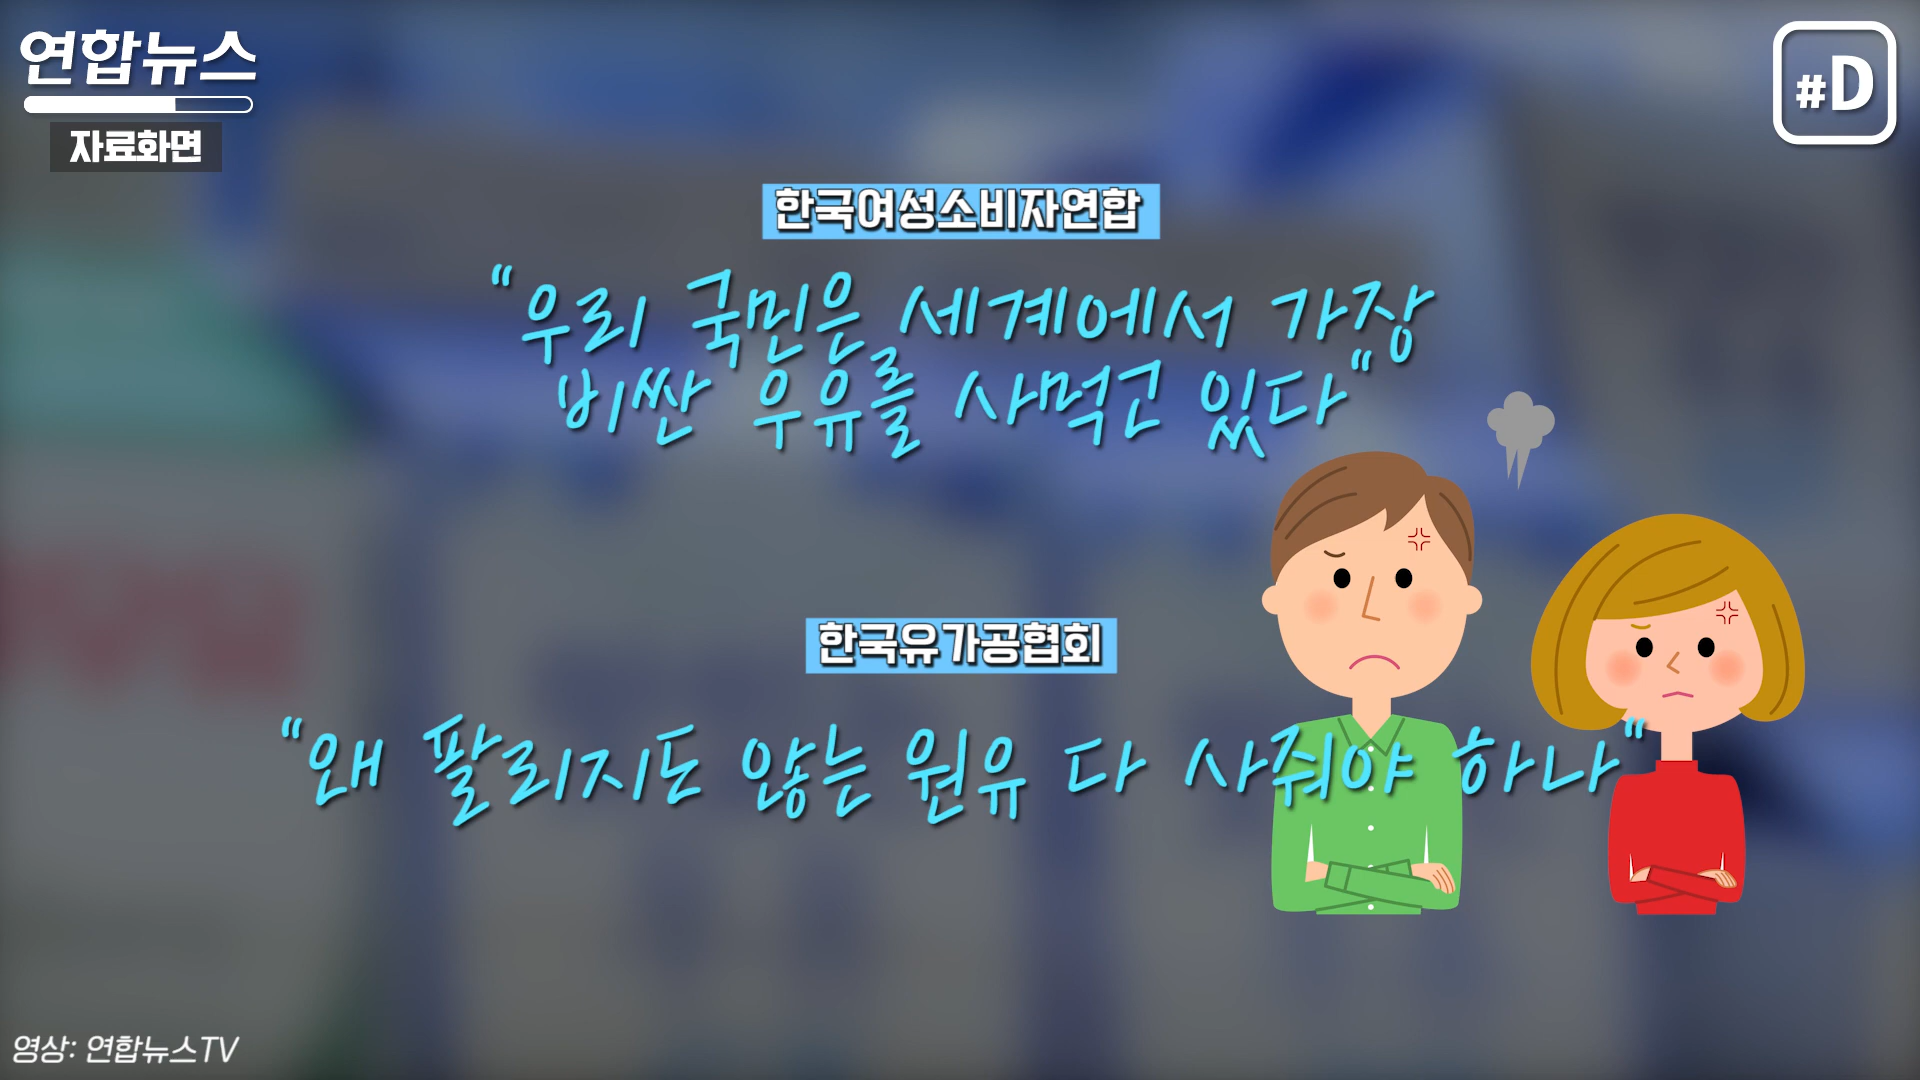 연합뉴스
자료화면
#D
한국여성소비자연합
"우리 국민은 세계에서 가장
비싼 우유를 사먹고 있다"
한국유가공협회
"왜 팔리지도 않는 원유 다 사줘야 하나"
영상: 연합뉴스TV